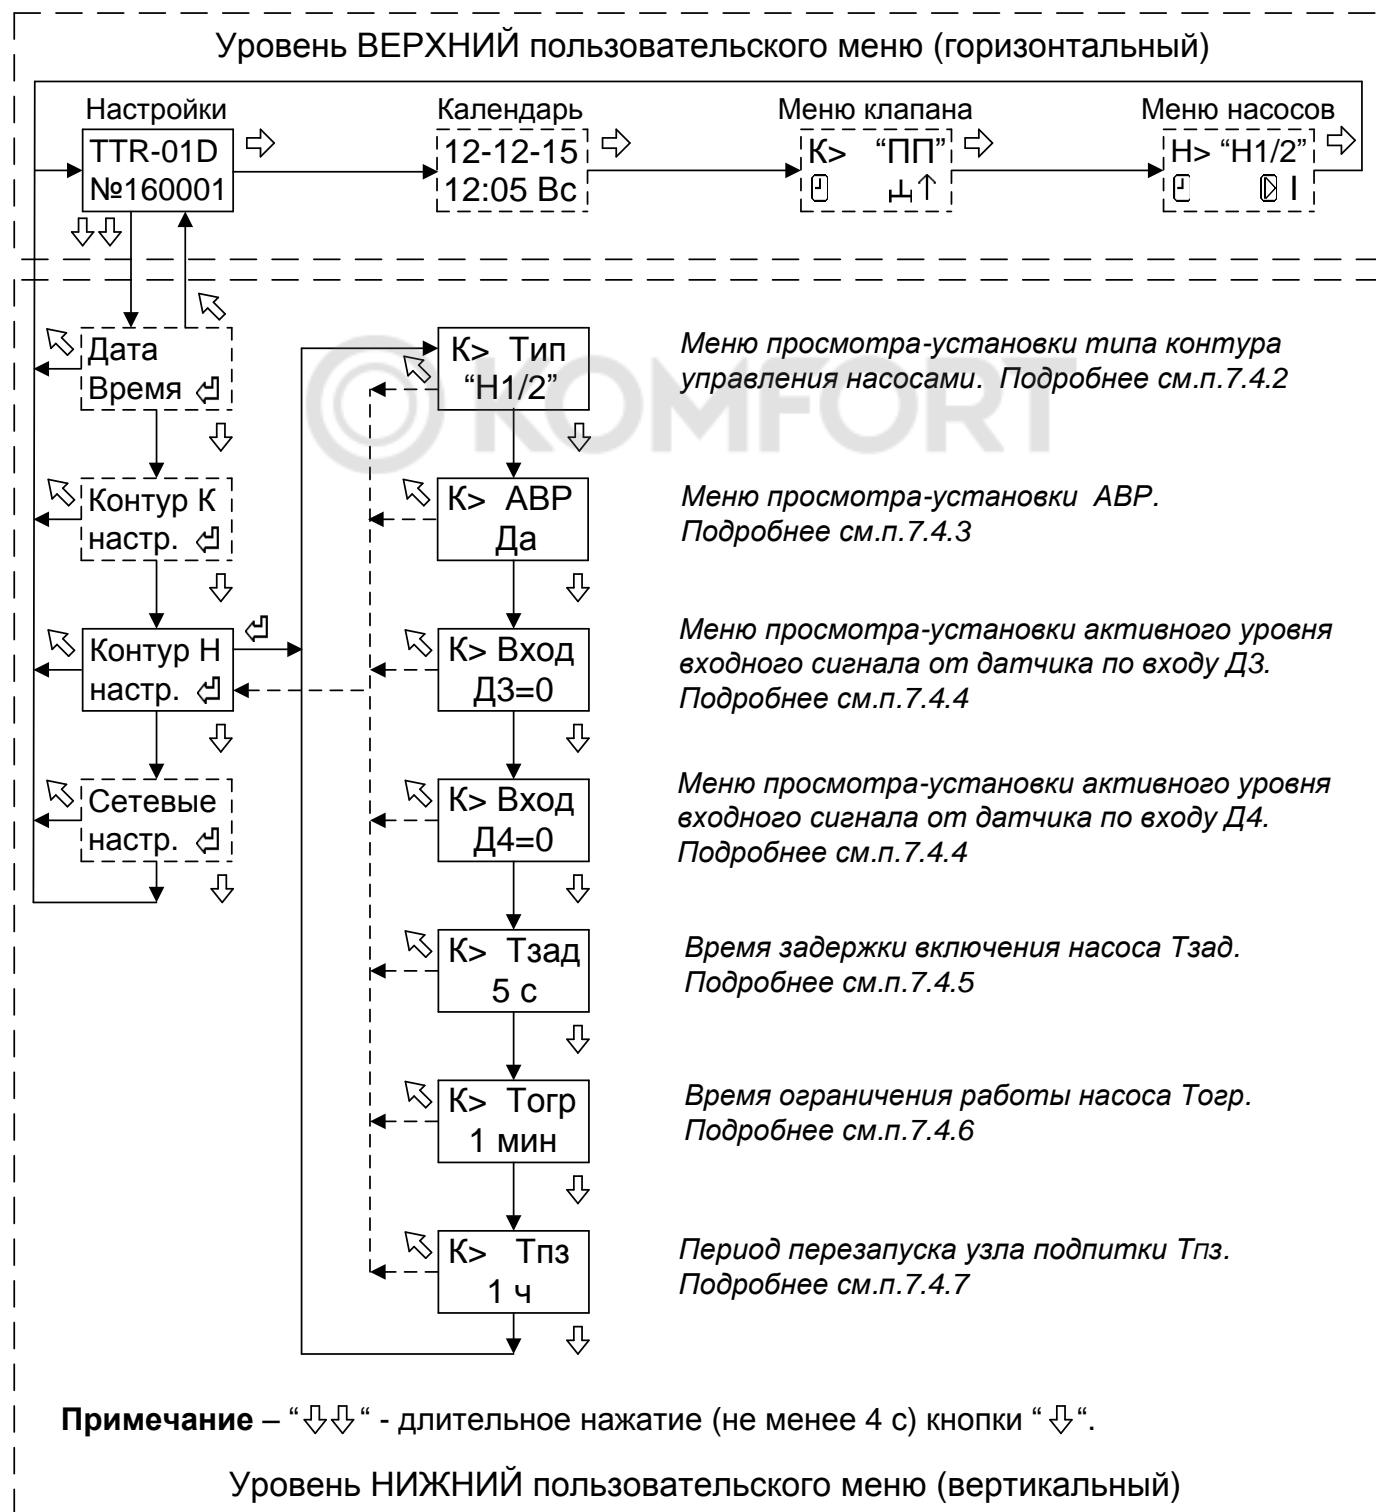 Уровень ВЕРХНИЙ пользовательского меню (горизонтальный)
Настройки
TTR-01D
№160001
Календарь
12-12-15
12:05 Вс
Меню клапана
К> "ПП"
Меню насосов
Н> "Н1/2"
I
Дата
Время
Контур К
настр.
Контур Н
настр.
Сетевые
настр.
KOMFORT
К> Тип
"Н1/2"
Меню просмотра-установки типа контура
управления насосами. Подробнее см.п.7.4.2
К> АВР
Да
Меню просмотра-установки АВР.
Подробнее см.п.7.4.3
К> Вход
Д3=0
Меню просмотра-установки активного уровня
входного сигнала от датчика по входу Д3.
Подробнее см.п.7.4.4
К> Вход
Д4=0
Меню просмотра-установки активного уровня
входного сигнала от датчика по входу Д4.
Подробнее см.п.7.4.4
К> Тзад
5 с
Время задержки включения насоса Тзад.
Подробнее см.п.7.4.5
К> Тогр
1 мин
Время ограничения работы насоса Тогр.
Подробнее см.п.7.4.6
К> Тпз
1 ч
Период перезапуска узла подпитки Тпз.
Подробнее см.п.7.4.7
Примечание – “⇩⇩“ - длительное нажатие (не менее 4 с) кнопки “⇩“.
Уровень НИЖНИЙ пользовательского меню (вертикальный)